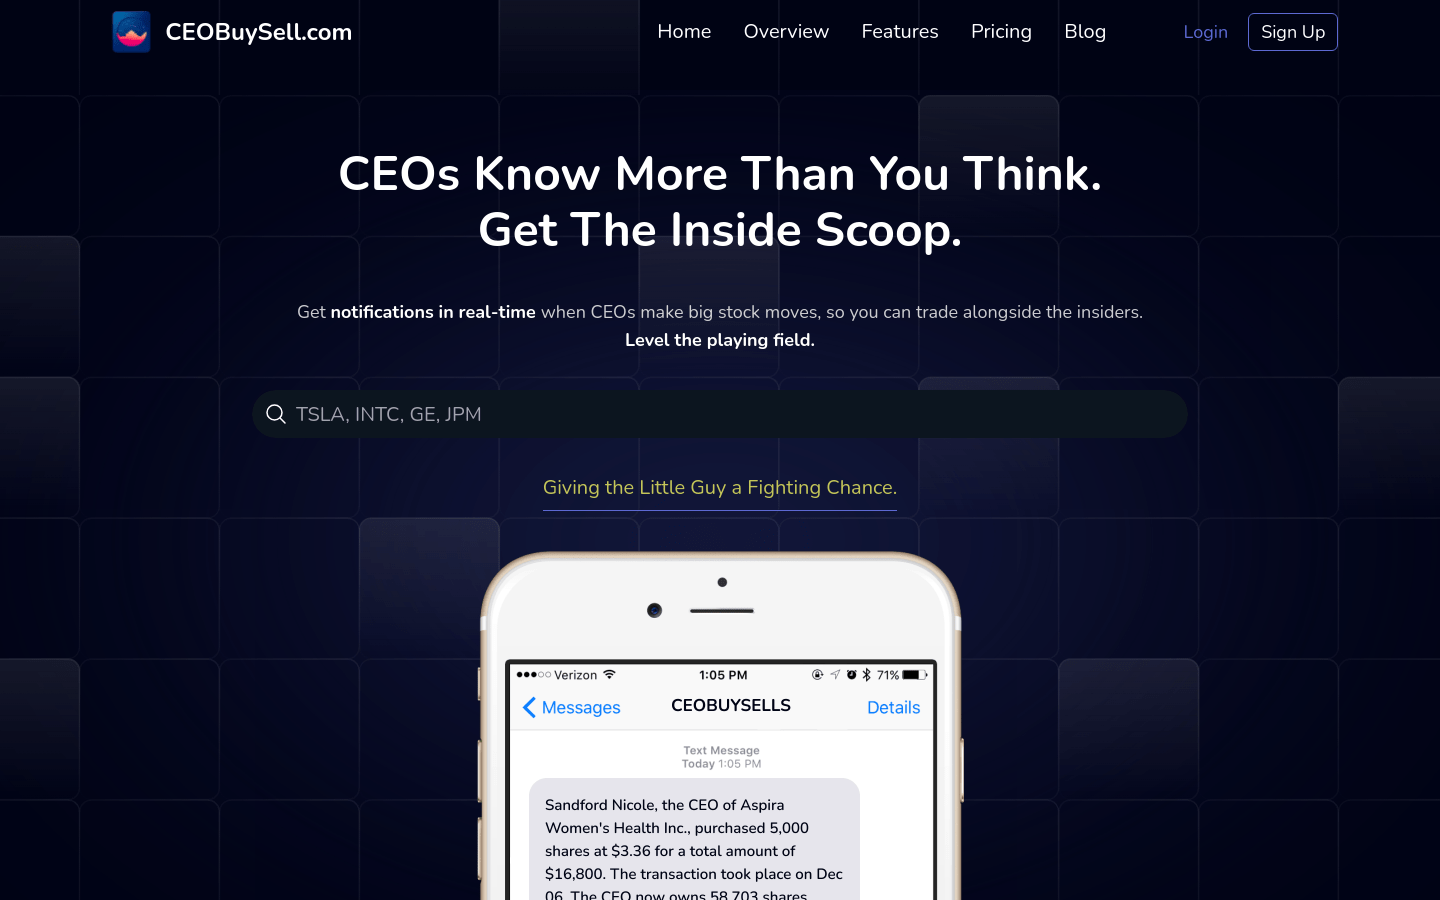 CEOBuySell.com
Home
Overview
Features
Pricing
Blog
Login
Sign Up
CEOs Know More Than You Think.
Get The Inside Scoop.
Get notifications in real-time when CEOs make big stock moves, so you can trade alongside the insiders.
Level the playing field.
TSLA, INTC, GE, JPM
Giving the Little Guy a Fighting Chance.
Verizon
1:05 PM
71%
Messages
CEOBUYSELLS
Details
Text Message
Today 1:05 PM
Sandford Nicole, the CEO of Aspira
Women's Health Inc., purchased 5,000
shares at $3.36 for a total amount of
$16,800. The transaction took place on Dec
06. The CEO now owns 58,703 shares